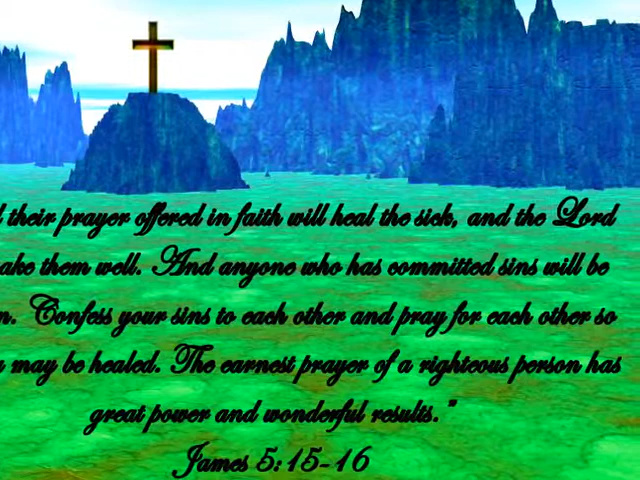 their prayer offered in faith will heal the sick, and the Lord
them well. And anyone who has committed sins will be
Confess your sins to each other and pray for each other so
may be healed. The earnest prayer of a righteous person has
great power and wonderful results."
James 5:15-16